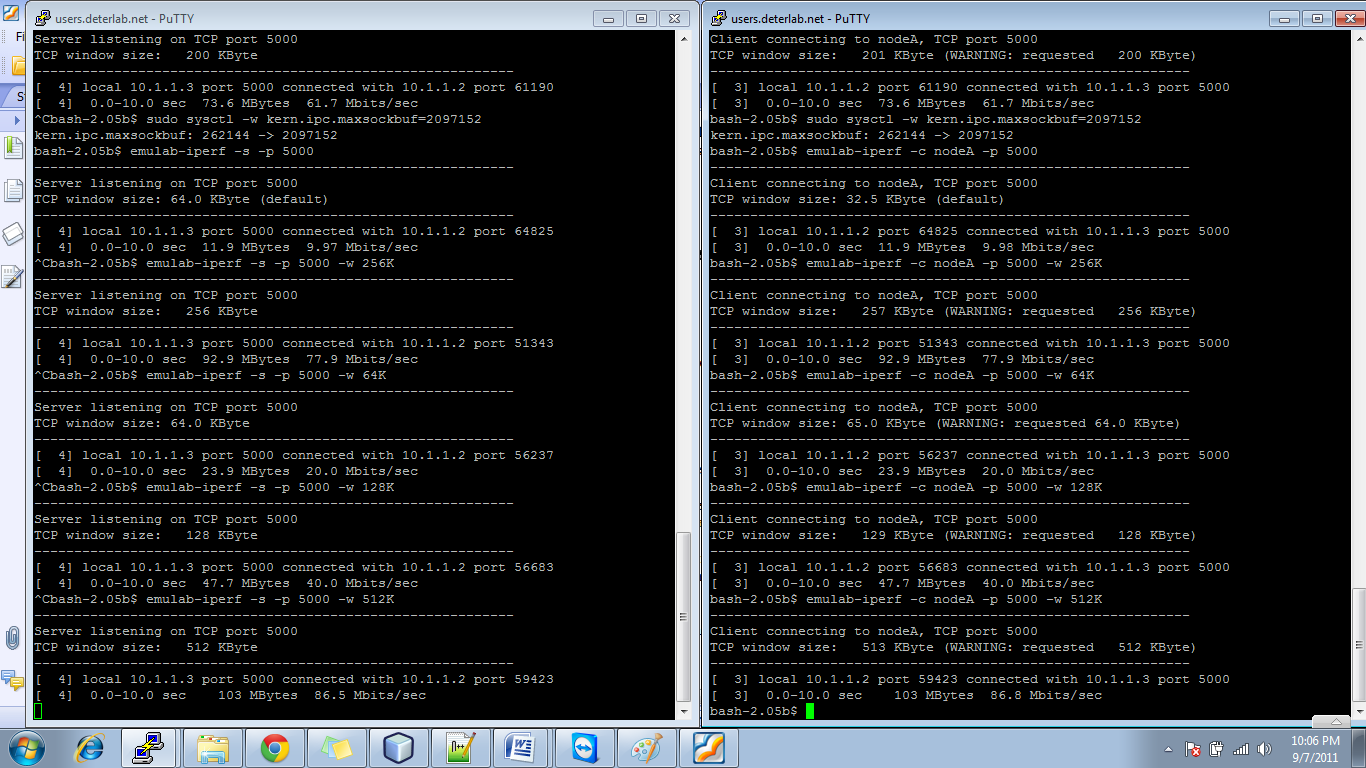 users.deterlab.net - PuTTY
Server listening on TCP port 5000
TCP window size:   200 KByte
------------------------------------------------------------
[  4] local 10.1.1.3 port 5000 connected with 10.1.1.2 port 61190
[  4]  0.0-10.0 sec  73.6 MBytes  61.7 Mbits/sec
^Cbash-2.05b$ sudo sysctl -w kern.ipc.maxsockbuf=2097152
kern.ipc.maxsockbuf: 262144 -> 2097152
bash-2.05b$ emulab-iperf -s -p 5000
------------------------------------------------------------
Server listening on TCP port 5000
TCP window size: 64.0 KByte (default)
------------------------------------------------------------
[  4] local 10.1.1.3 port 5000 connected with 10.1.1.2 port 64825
[  4]  0.0-10.0 sec  11.9 MBytes  9.97 Mbits/sec
^Cbash-2.05b$ emulab-iperf -s -p 5000 -w 256K
------------------------------------------------------------
Server listening on TCP port 5000
TCP window size:   256 KByte
------------------------------------------------------------
[  4] local 10.1.1.3 port 5000 connected with 10.1.1.2 port 51343
[  4]  0.0-10.0 sec  92.9 MBytes  77.9 Mbits/sec
^Cbash-2.05b$ emulab-iperf -s -p 5000 -w 64K
------------------------------------------------------------
Server listening on TCP port 5000
TCP window size: 64.0 KByte
------------------------------------------------------------
[  4] local 10.1.1.3 port 5000 connected with 10.1.1.2 port 56237
[  4]  0.0-10.0 sec  23.9 MBytes  20.0 Mbits/sec
^Cbash-2.05b$ emulab-iperf -s -p 5000 -w 128K
------------------------------------------------------------
Server listening on TCP port 5000
TCP window size:   128 KByte
------------------------------------------------------------
[  4] local 10.1.1.3 port 5000 connected with 10.1.1.2 port 56683
[  4]  0.0-10.0 sec  47.7 MBytes  40.0 Mbits/sec
^Cbash-2.05b$ emulab-iperf -s -p 5000 -w 512K
------------------------------------------------------------
Server listening on TCP port 5000
TCP window size:   512 KByte
------------------------------------------------------------
[  4] local 10.1.1.3 port 5000 connected with 10.1.1.2 port 59423
[  4]  0.0-10.0 sec    103 MBytes  86.5 Mbits/sec
users.deterlab.net - PuTTY
Client connecting to nodeA, TCP port 5000
TCP window size:   201 KByte (WARNING: requested   200 KByte)
------------------------------------------------------------
[  3] local 10.1.1.2 port 61190 connected with 10.1.1.3 port 5000
[  3]  0.0-10.0 sec  73.6 MBytes  61.7 Mbits/sec
bash-2.05b$ sudo sysctl -w kern.ipc.maxsockbuf=2097152
kern.ipc.maxsockbuf: 262144 -> 2097152
bash-2.05b$ emulab-iperf -c nodeA -p 5000
------------------------------------------------------------
Client connecting to nodeA, TCP port 5000
TCP window size: 32.5 KByte (default)
------------------------------------------------------------
[  3] local 10.1.1.2 port 64825 connected with 10.1.1.3 port 5000
[  3]  0.0-10.0 sec  11.9 MBytes  9.98 Mbits/sec
bash-2.05b$ emulab-iperf -c nodeA -p 5000 -w 256K
------------------------------------------------------------
Client connecting to nodeA, TCP port 5000
TCP window size:   257 KByte (WARNING: requested   256 KByte)
------------------------------------------------------------
[  3] local 10.1.1.2 port 51343 connected with 10.1.1.3 port 5000
[  3]  0.0-10.0 sec  92.9 MBytes  77.9 Mbits/sec
bash-2.05b$ emulab-iperf -c nodeA -p 5000 -w 64K
------------------------------------------------------------
Client connecting to nodeA, TCP port 5000
TCP window size: 65.0 KByte (WARNING: requested 64.0 KByte)
------------------------------------------------------------
[  3] local 10.1.1.2 port 56237 connected with 10.1.1.3 port 5000
[  3]  0.0-10.0 sec  23.9 MBytes  20.0 Mbits/sec
bash-2.05b$ emulab-iperf -c nodeA -p 5000 -w 128K
------------------------------------------------------------
Client connecting to nodeA, TCP port 5000
TCP window size:   129 KByte (WARNING: requested   128 KByte)
------------------------------------------------------------
[  3] local 10.1.1.2 port 56683 connected with 10.1.1.3 port 5000
[  3]  0.0-10.0 sec  47.7 MBytes  40.0 Mbits/sec
bash-2.05b$ emulab-iperf -c nodeA -p 5000 -w 512K
------------------------------------------------------------
Client connecting to nodeA, TCP port 5000
TCP window size:   513 KByte (WARNING: requested   512 KByte)
------------------------------------------------------------
[  3] local 10.1.1.2 port 59423 connected with 10.1.1.3 port 5000
[  3]  0.0-10.0 sec    103 MBytes  86.8 Mbits/sec
bash-2.05b$
10:06 PM
9/7/2011